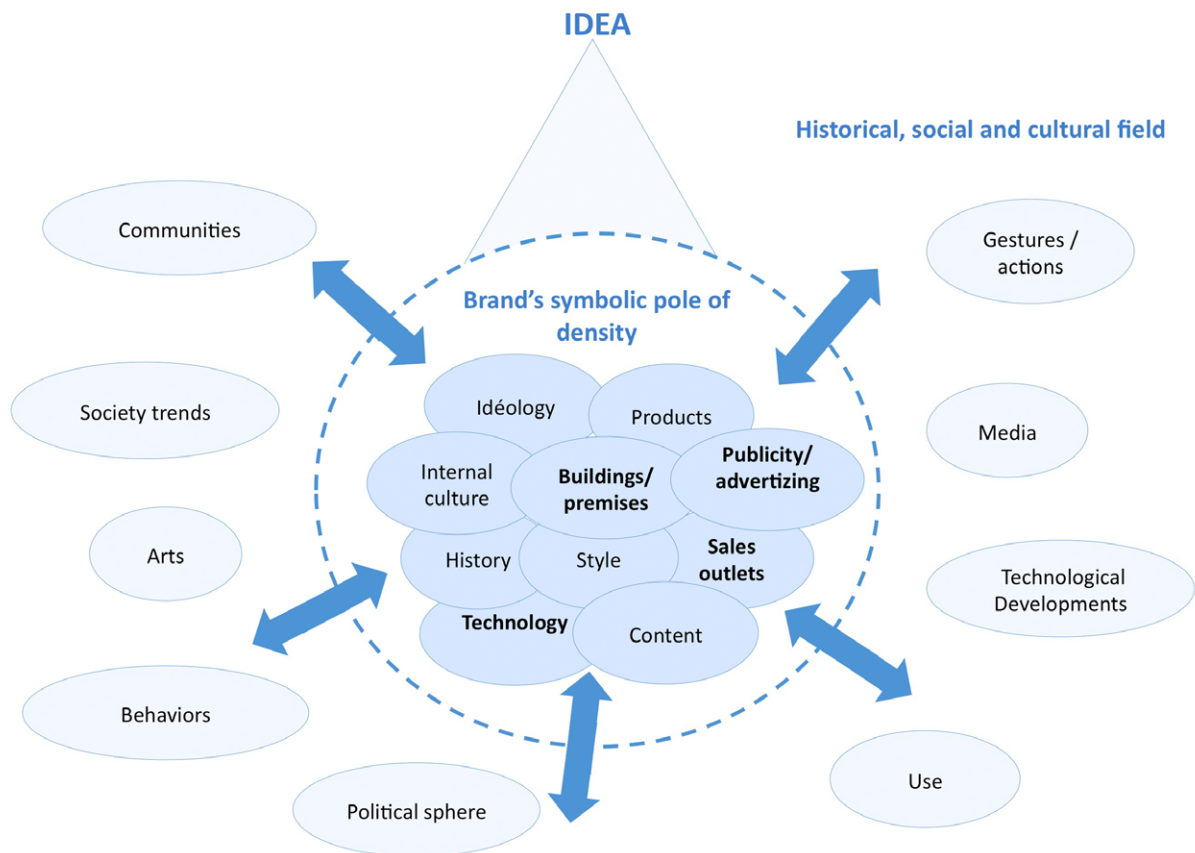 IDEA
Historical, social and cultural field
Communities
Gestures /
actions
Brand's symbolic pole of
density
Society trends
Idéology
Products
Media
Internal
culture
Buildings/
premises
Publicity/
advertizing
Arts
History
Style
Sales
outlets
Technological
Developments
Technology
Content
Behaviors
Use
Political sphere